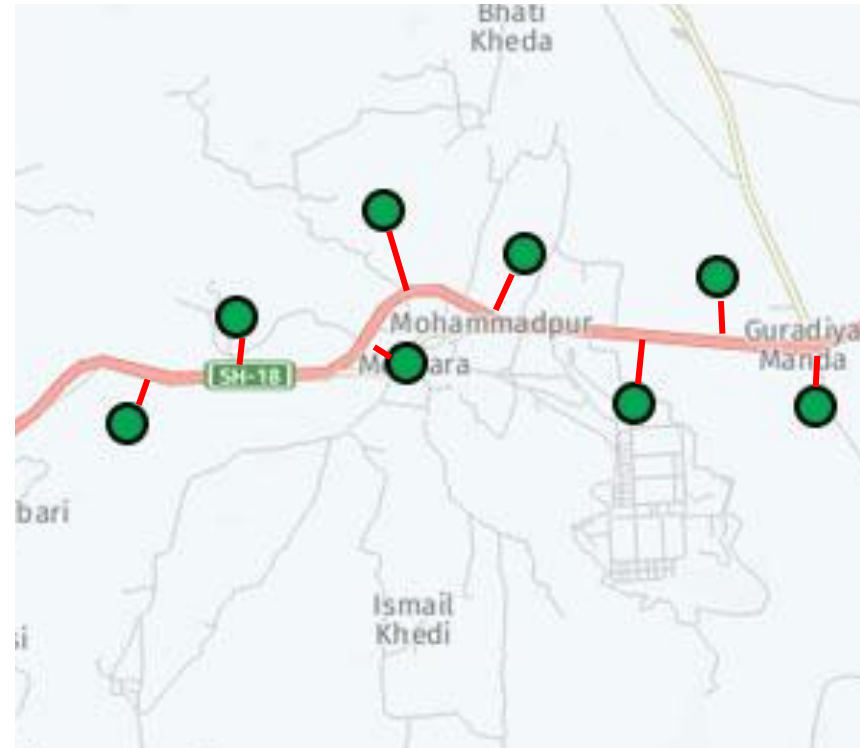 Bhati
Kheda
Mohammadpur
Guradiya
Manda
SH-18
bari
Ismail
Khedi